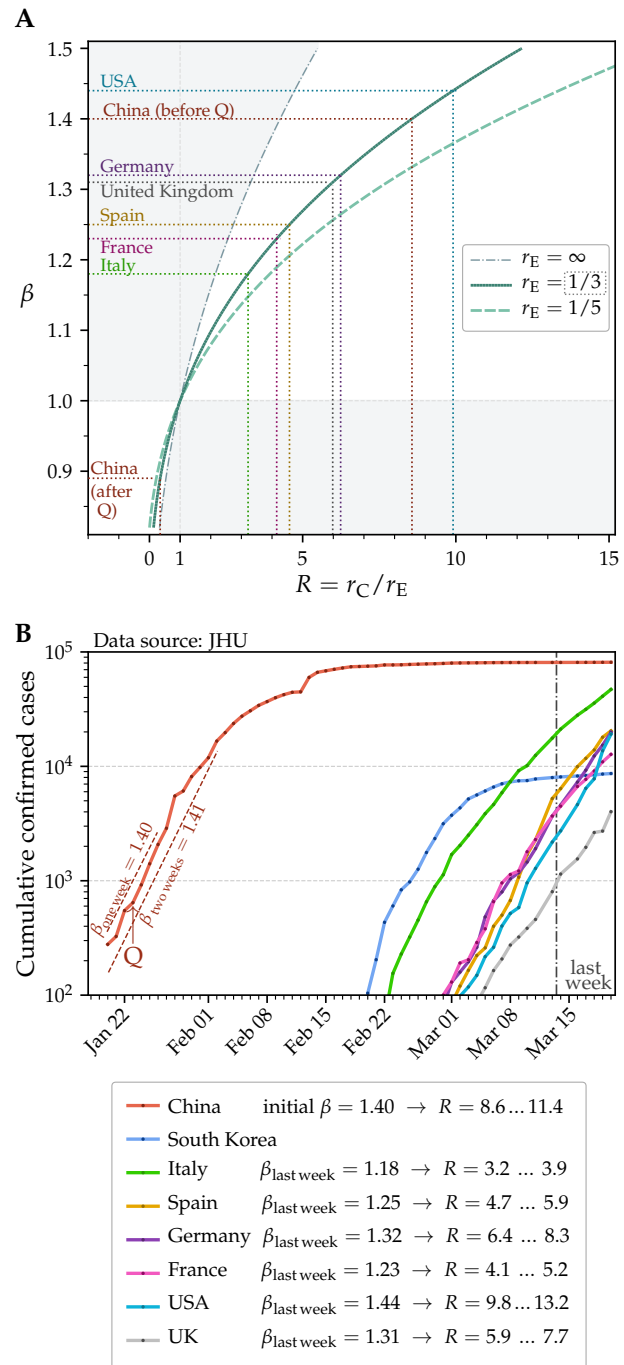 A
1.5
1.4
1.3
1.2
1.1
1.0
0.9
β
USA
China (before Q)
Germany
United Kingdom
Spain
France
Italy
China
(after
Q)
r_E = ∞
r_E = 1/3
r_E = 1/5
0 1 5 10 15
R = r_C/r_E
B
Data source: JHU
10^5
10^4
10^3
10^2
Cumulative confirmed cases
β_one week = 1.40
β_two weeks = 1.41
Q
last
week
Jan 22 Feb 01 Feb 08 Feb 15 Feb 22 Mar 01 Mar 08 Mar 15
China initial β = 1.40 → R = 8.6 ... 11.4
South Korea
Italy β_last week = 1.18 → R = 3.2 ... 3.9
Spain β_last week = 1.25 → R = 4.7 ... 5.9
Germany β_last week = 1.32 → R = 6.4 ... 8.3
France β_last week = 1.23 → R = 4.1 ... 5.2
USA β_last week = 1.44 → R = 9.8 ... 13.2
UK β_last week = 1.31 → R = 5.9 ... 7.7